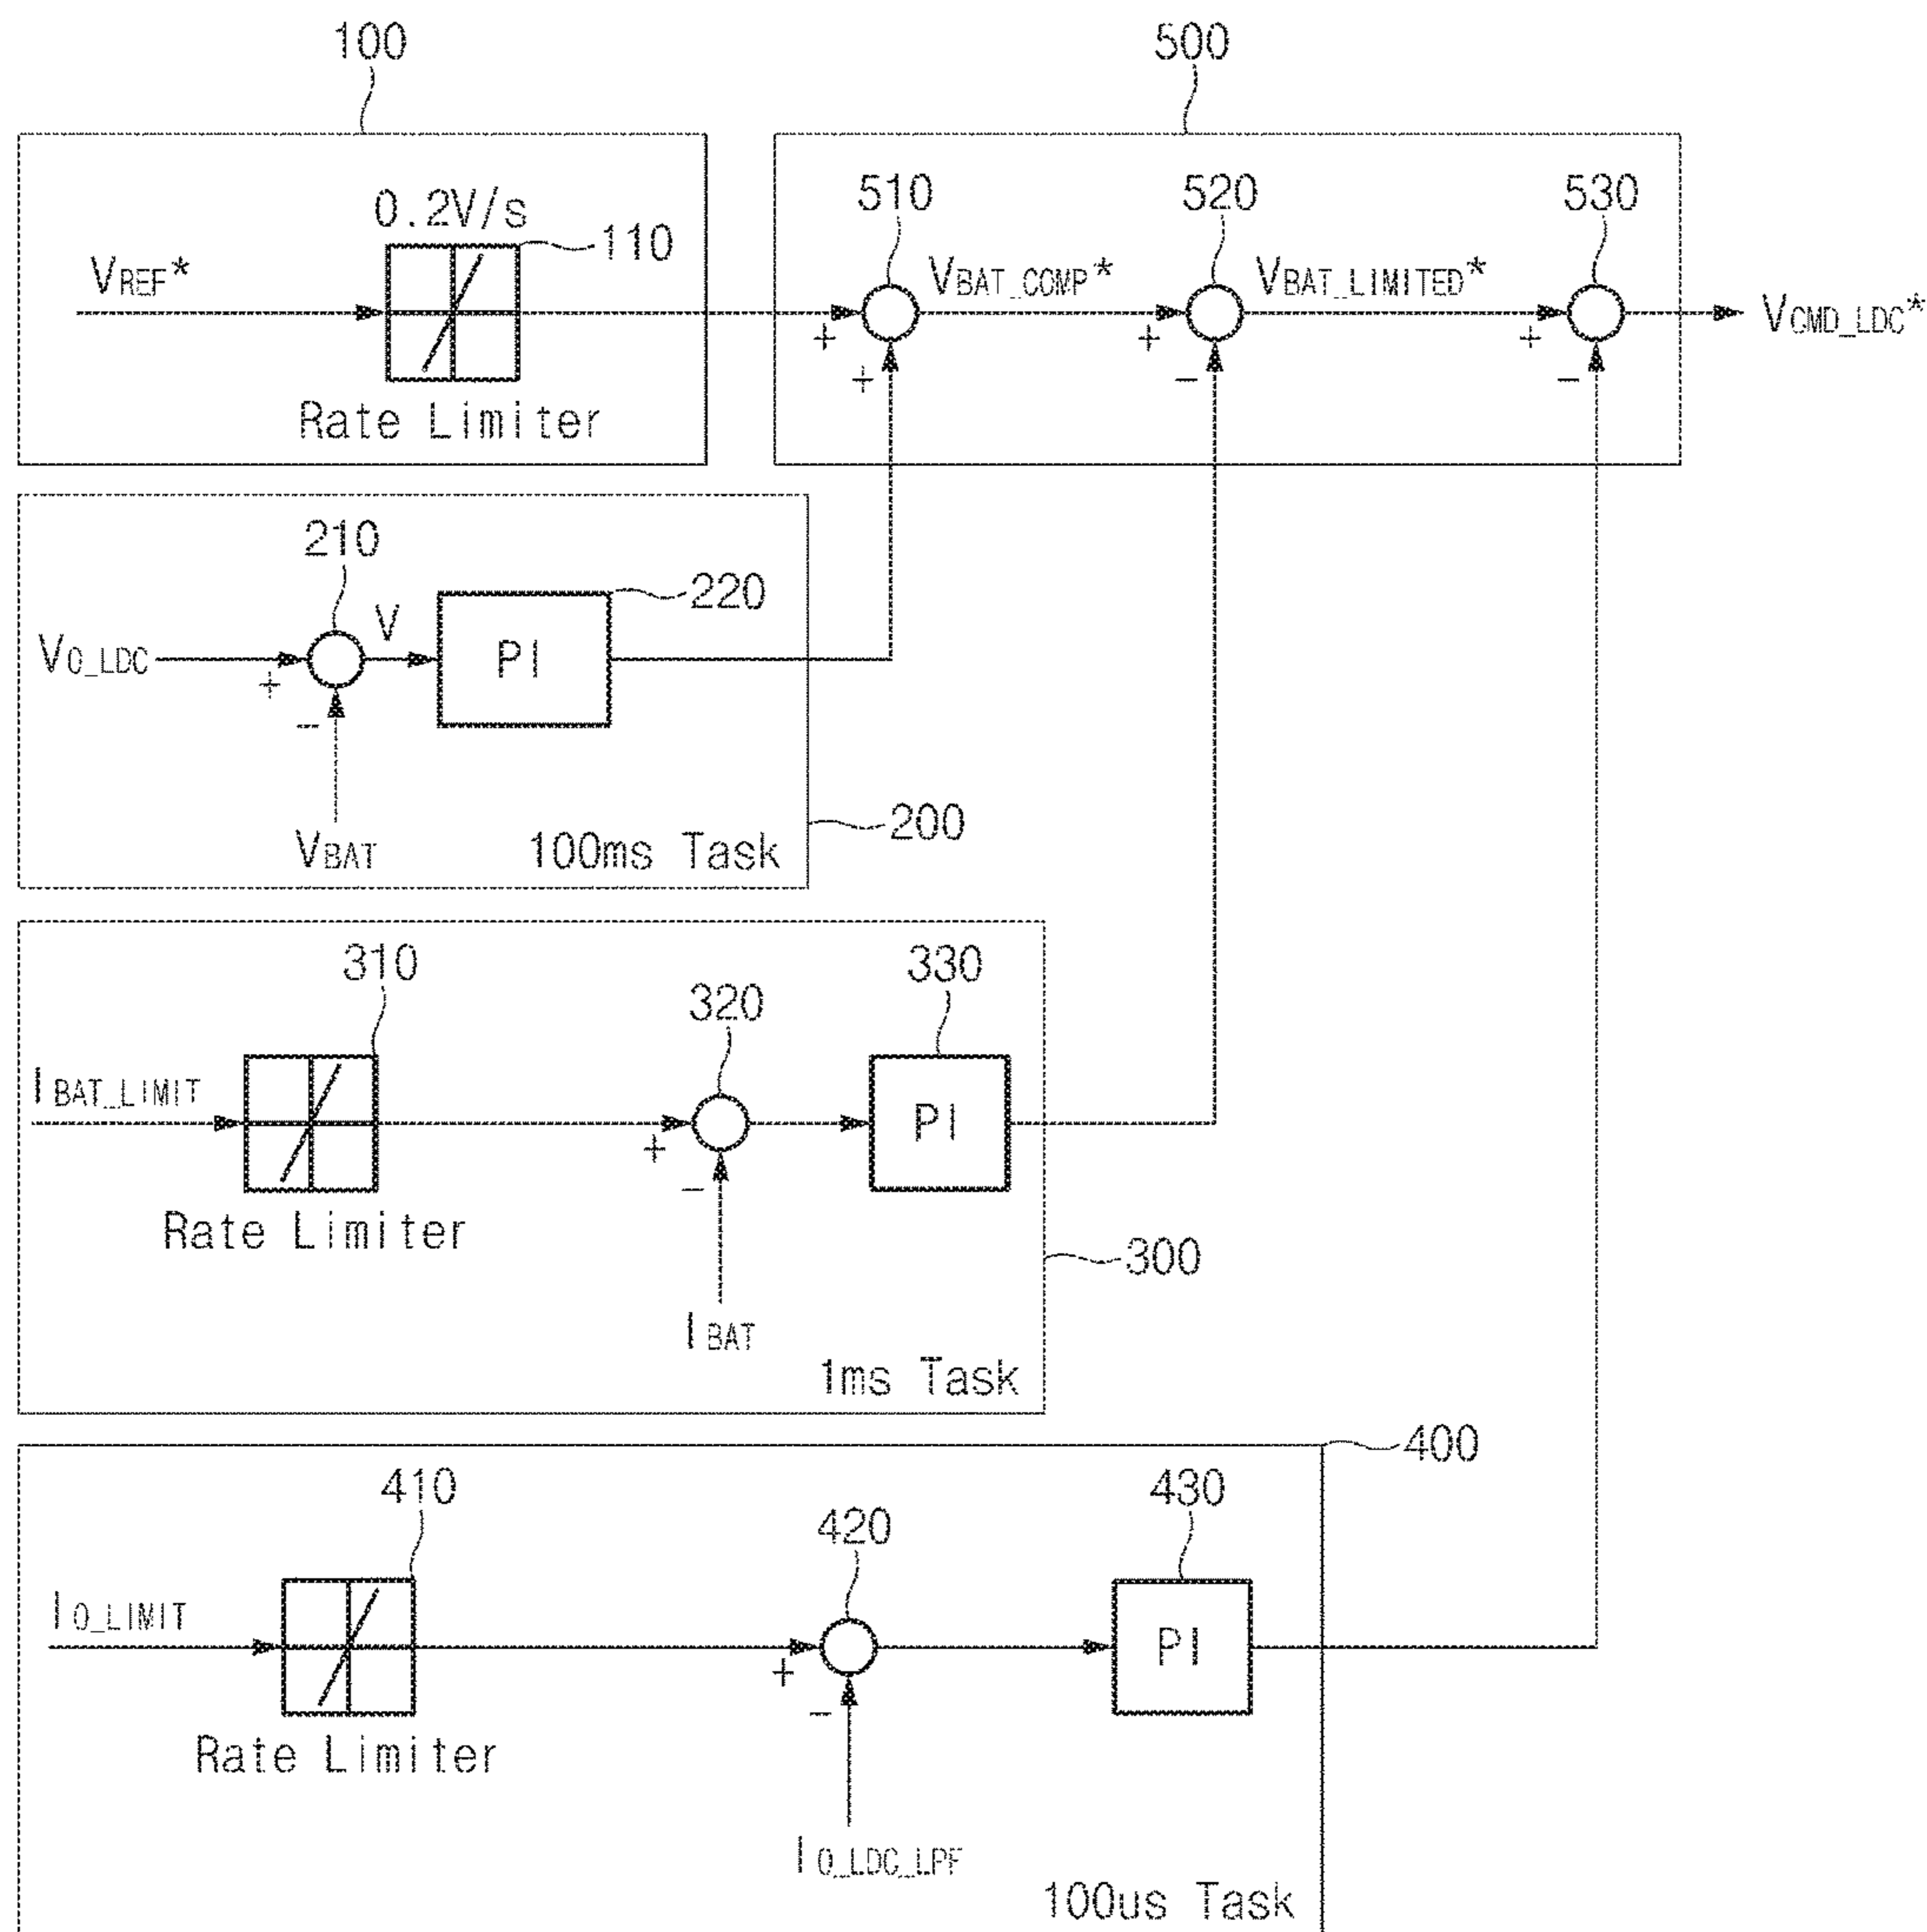 100
500
0.2V/s
110
510
520
530
VREF*
VBAT_COMP*
VBAT_LIMITED*
VCMD_LDC*
+
+
+
-
+
-
Rate Limiter
210
220
V
VO_LDC
PI
+
-
200
VBAT
100ms Task
310
320
330
IBAT_LIMIT
PI
+
-
Rate Limiter
300
IBAT
1ms Task
400
410
420
430
IO_LIMIT
PI
+
-
Rate Limiter
IO_LDC_LPF
100us Task